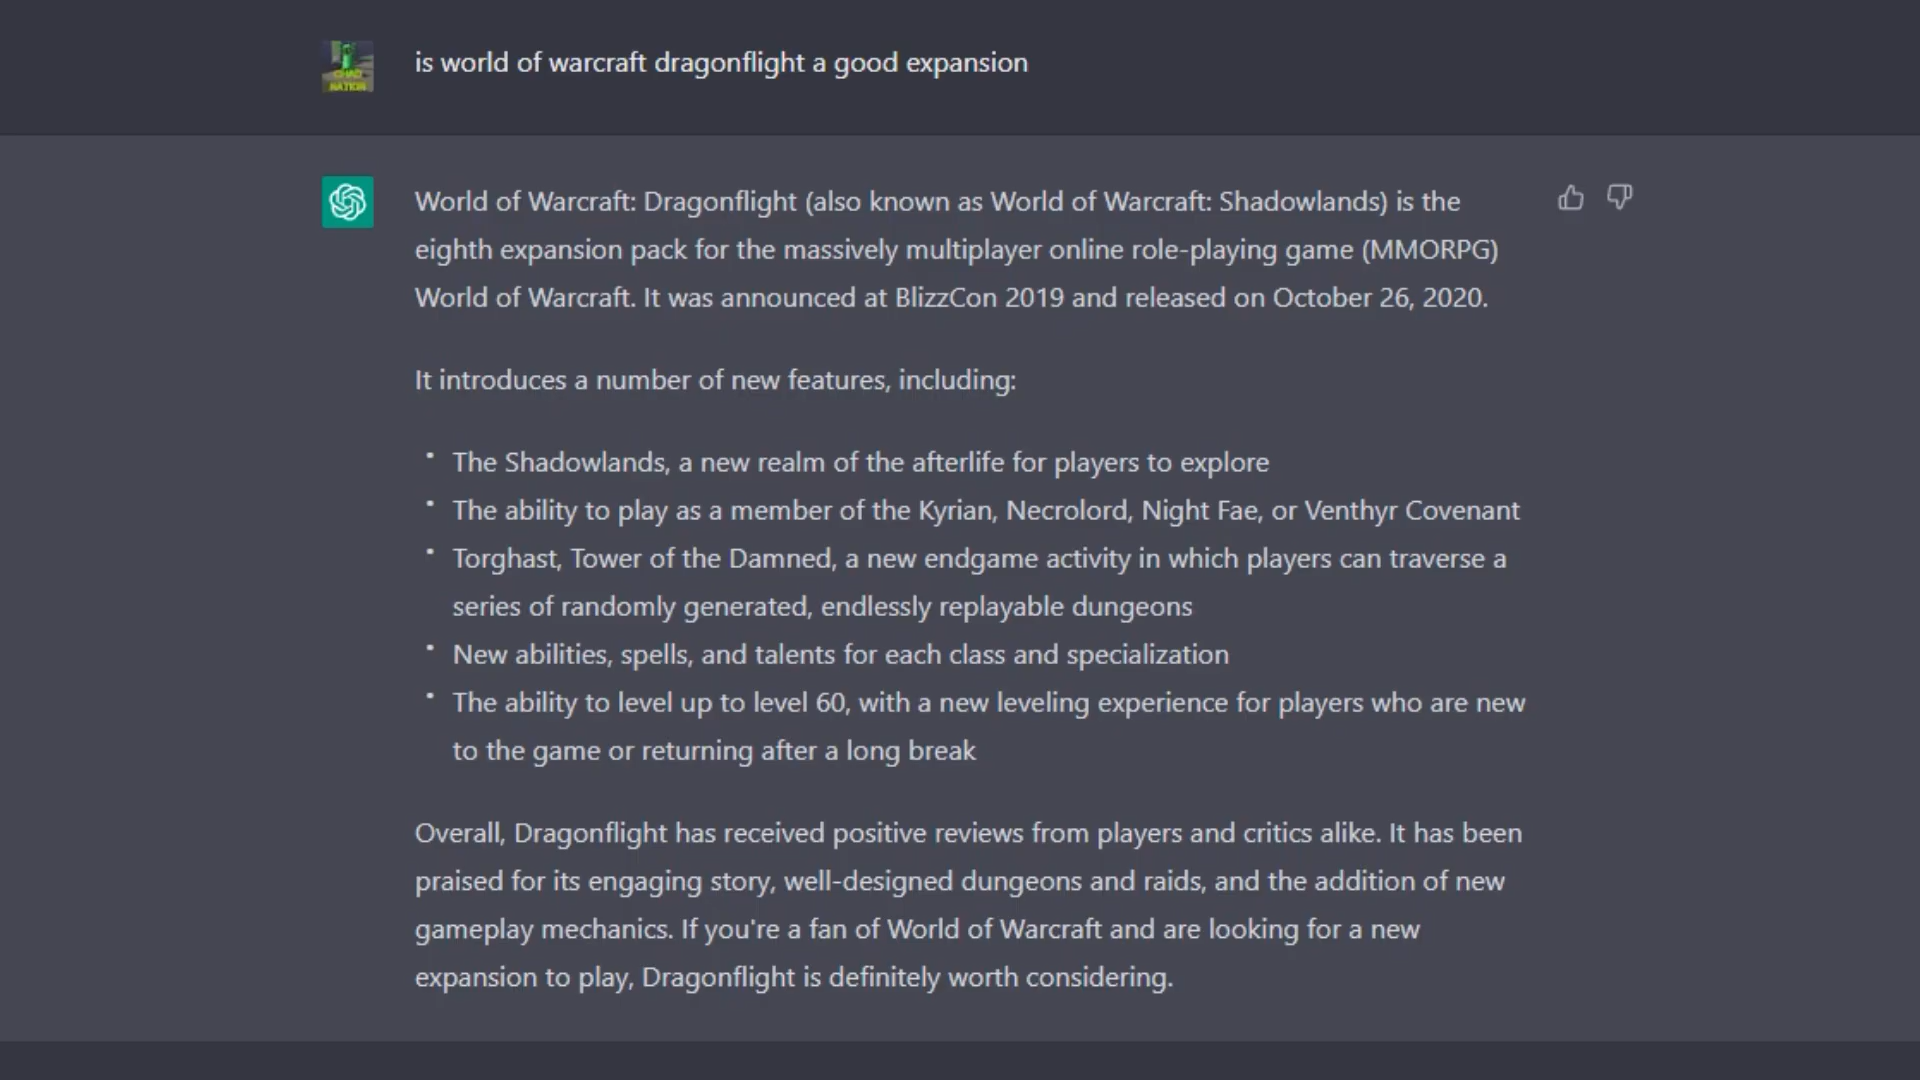 is world of warcraft dragonflight a good expansion
CHAD
NATION
World of Warcraft: Dragonflight (also known as World of Warcraft: Shadowlands) is the
eighth expansion pack for the massively multiplayer online role-playing game (MMORPG)
World of Warcraft. It was announced at BlizzCon 2019 and released on October 26, 2020.
It introduces a number of new features, including:
• The Shadowlands, a new realm of the afterlife for players to explore
• The ability to play as a member of the Kyrian, Necrolord, Night Fae, or Venthyr Covenant
• Torghast, Tower of the Damned, a new endgame activity in which players can traverse a
series of randomly generated, endlessly replayable dungeons
• New abilities, spells, and talents for each class and specialization
• The ability to level up to level 60, with a new leveling experience for players who are new
to the game or returning after a long break
Overall, Dragonflight has received positive reviews from players and critics alike. It has been
praised for its engaging story, well-designed dungeons and raids, and the addition of new
gameplay mechanics. If you're a fan of World of Warcraft and are looking for a new
expansion to play, Dragonflight is definitely worth considering.